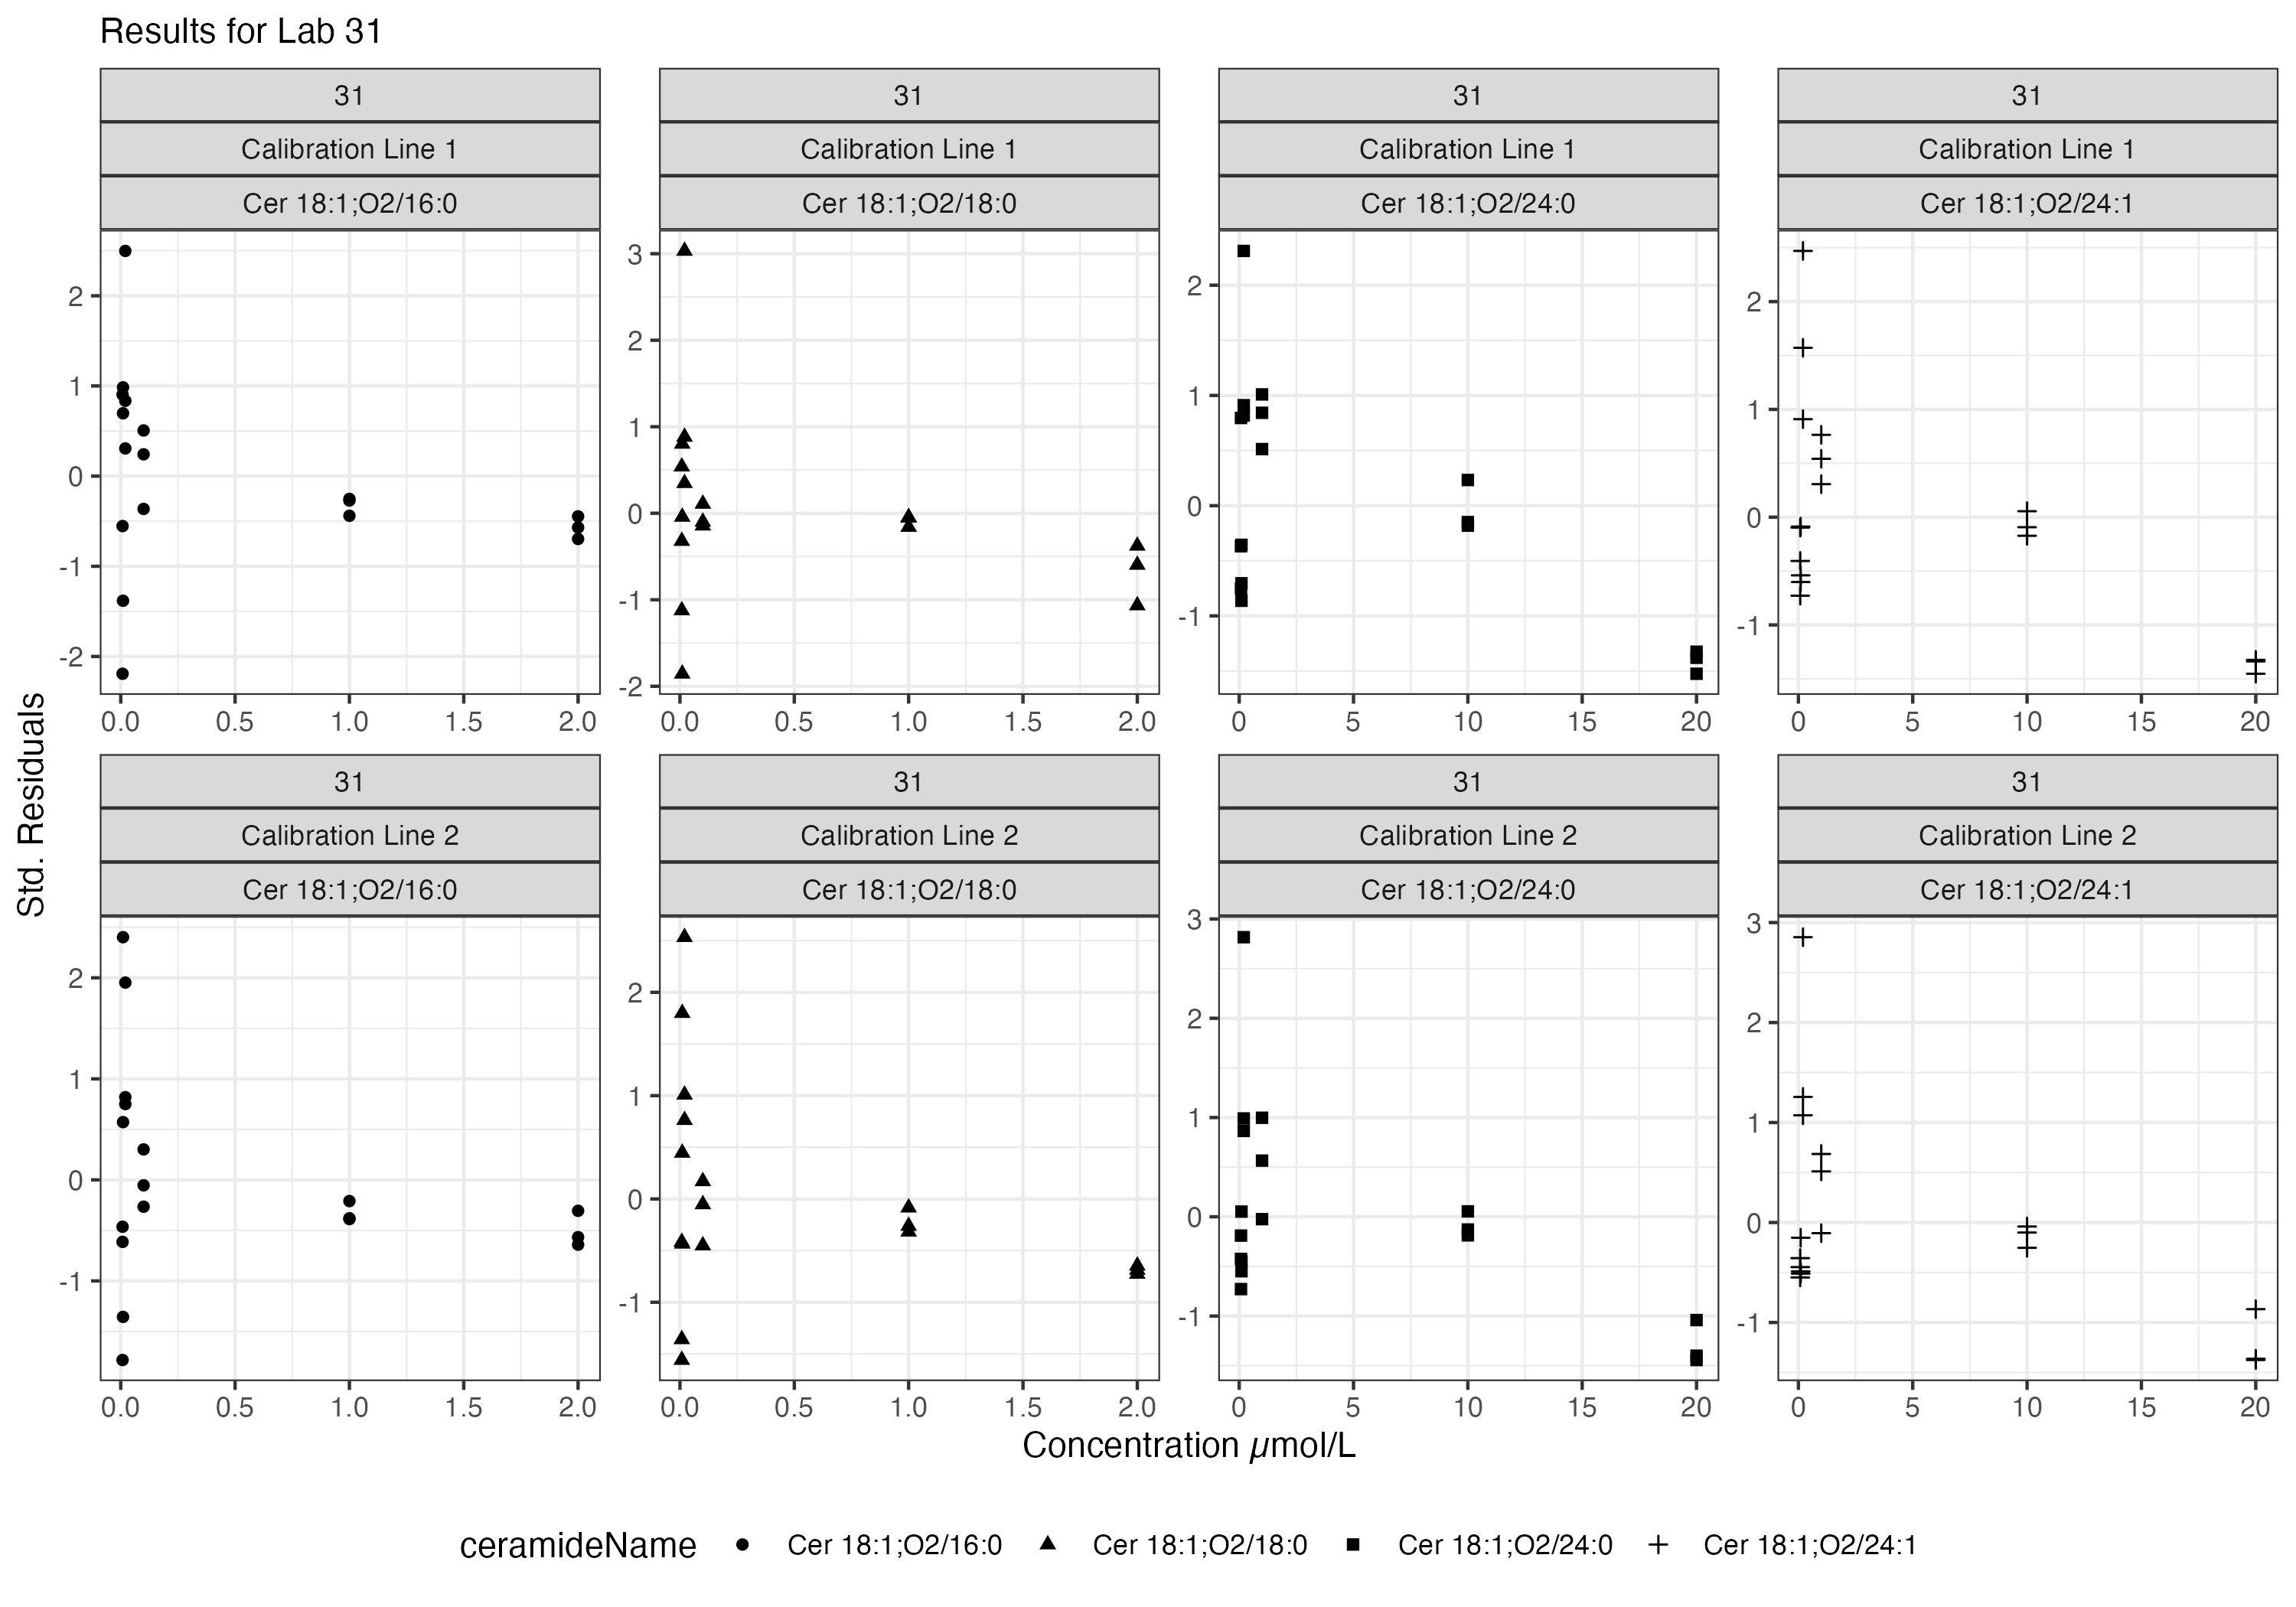 Results for Lab 31
31
31
31
31
Calibration Line 1
Calibration Line 1
Calibration Line 1
Calibration Line 1
Cer 18:1;O2/16:0
Cer 18:1;O2/18:0
Cer 18:1;O2/24:0
Cer 18:1;O2/24:1
2
1
0
-1
-2
0.0 0.5 1.0 1.5 2.0
3
2
1
0
-1
-2
0.0 0.5 1.0 1.5 2.0
2
1
0
-1
0 5 10 15 20
2
1
0
-1
0 5 10 15 20
Std. Residuals
31
31
31
31
Calibration Line 2
Calibration Line 2
Calibration Line 2
Calibration Line 2
Cer 18:1;O2/16:0
Cer 18:1;O2/18:0
Cer 18:1;O2/24:0
Cer 18:1;O2/24:1
2
1
0
-1
0.0 0.5 1.0 1.5 2.0
2
1
0
-1
0.0 0.5 1.0 1.5 2.0
3
2
1
0
-1
0 5 10 15 20
3
2
1
0
-1
0 5 10 15 20
Concentration µmol/L
ceramideName Cer 18:1;O2/16:0 Cer 18:1;O2/18:0 Cer 18:1;O2/24:0 Cer 18:1;O2/24:1